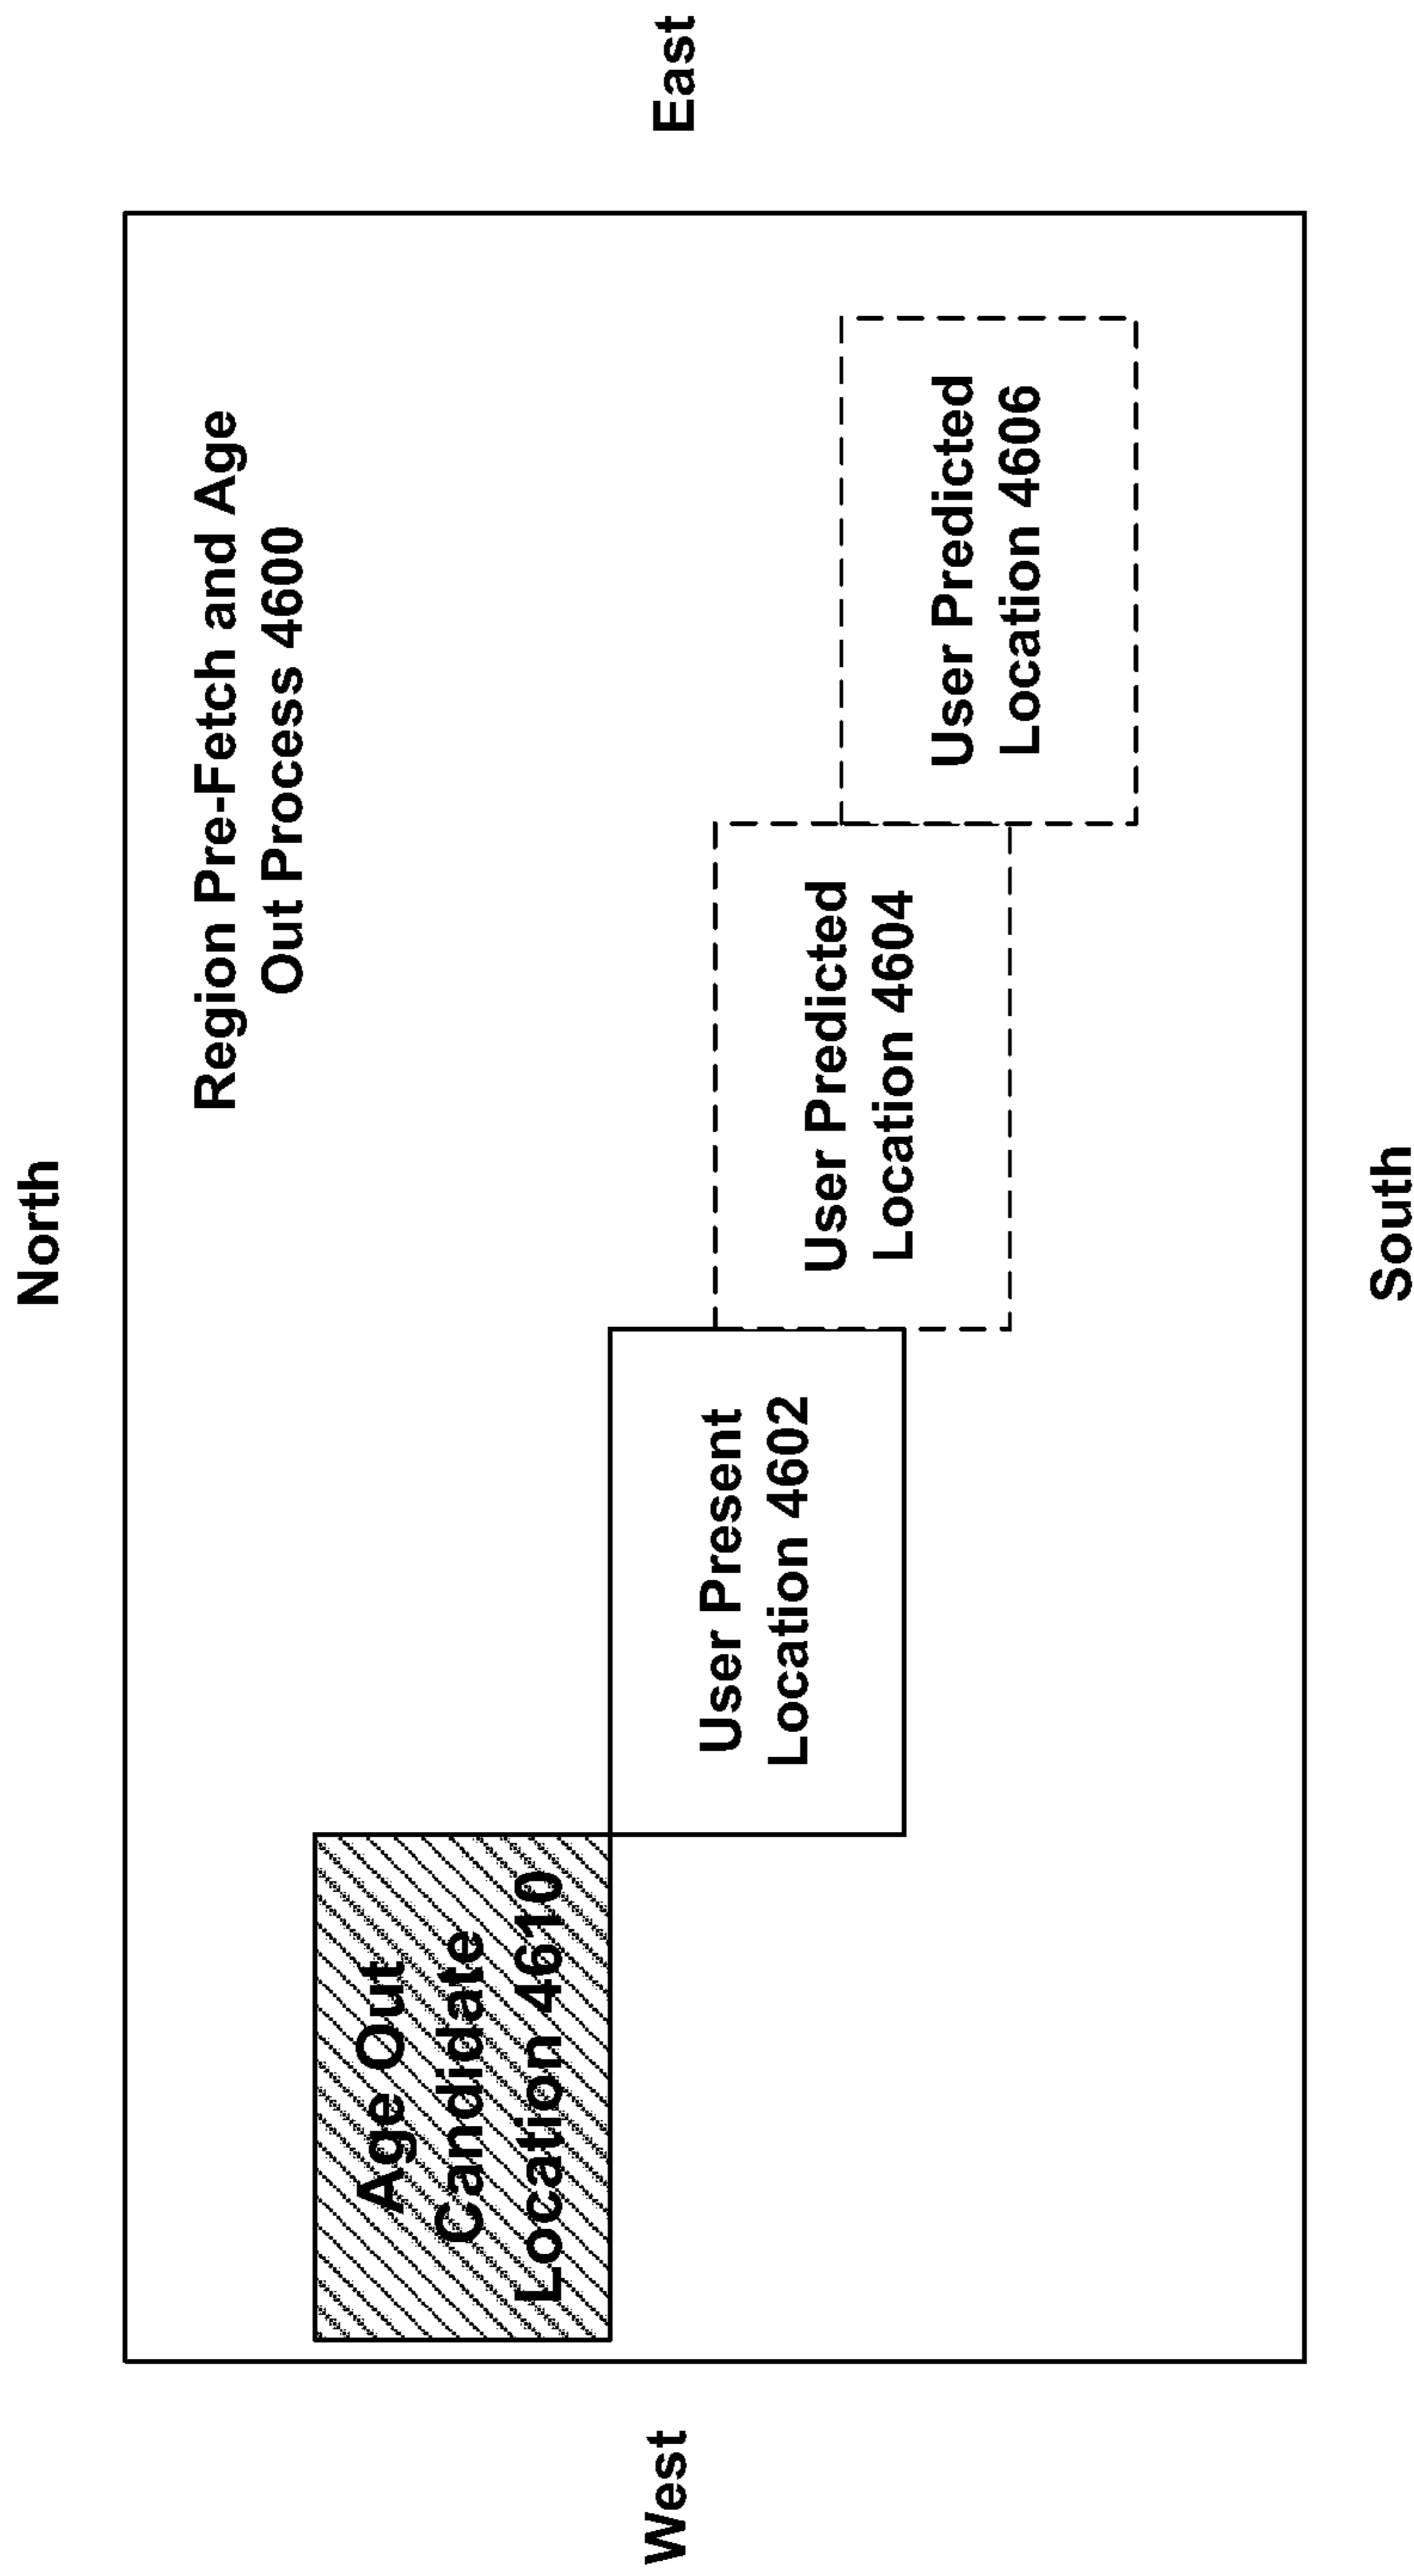 North
Region Pre-Fetch and Age
Out Process 4600
West
East
Age Out
Candidate
Location 4610
User Present
Location 4602
User Predicted
Location 4604
User Predicted
Location 4606
South